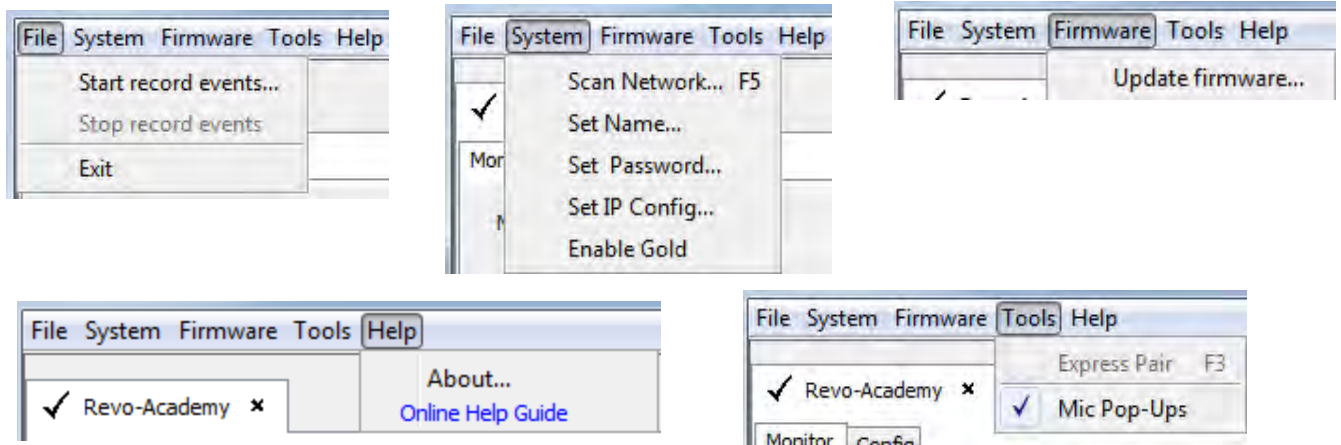 File System Firmware Tools Help
Start record events...
Stop record events
Exit
File System Firmware Tools Help
Scan Network... F5
Set Name...
Mor
Set Password...
Set IP Config...
Enable Gold
File System Firmware Tools Help
Update firmware...
File System Firmware Tools Help
About...
✓ Revo-Academy ×
Online Help Guide
File System Firmware Tools Help
Express Pair F3
✓ Revo-Academy ×
✓ Mic Pop-Ups
Monitor Config